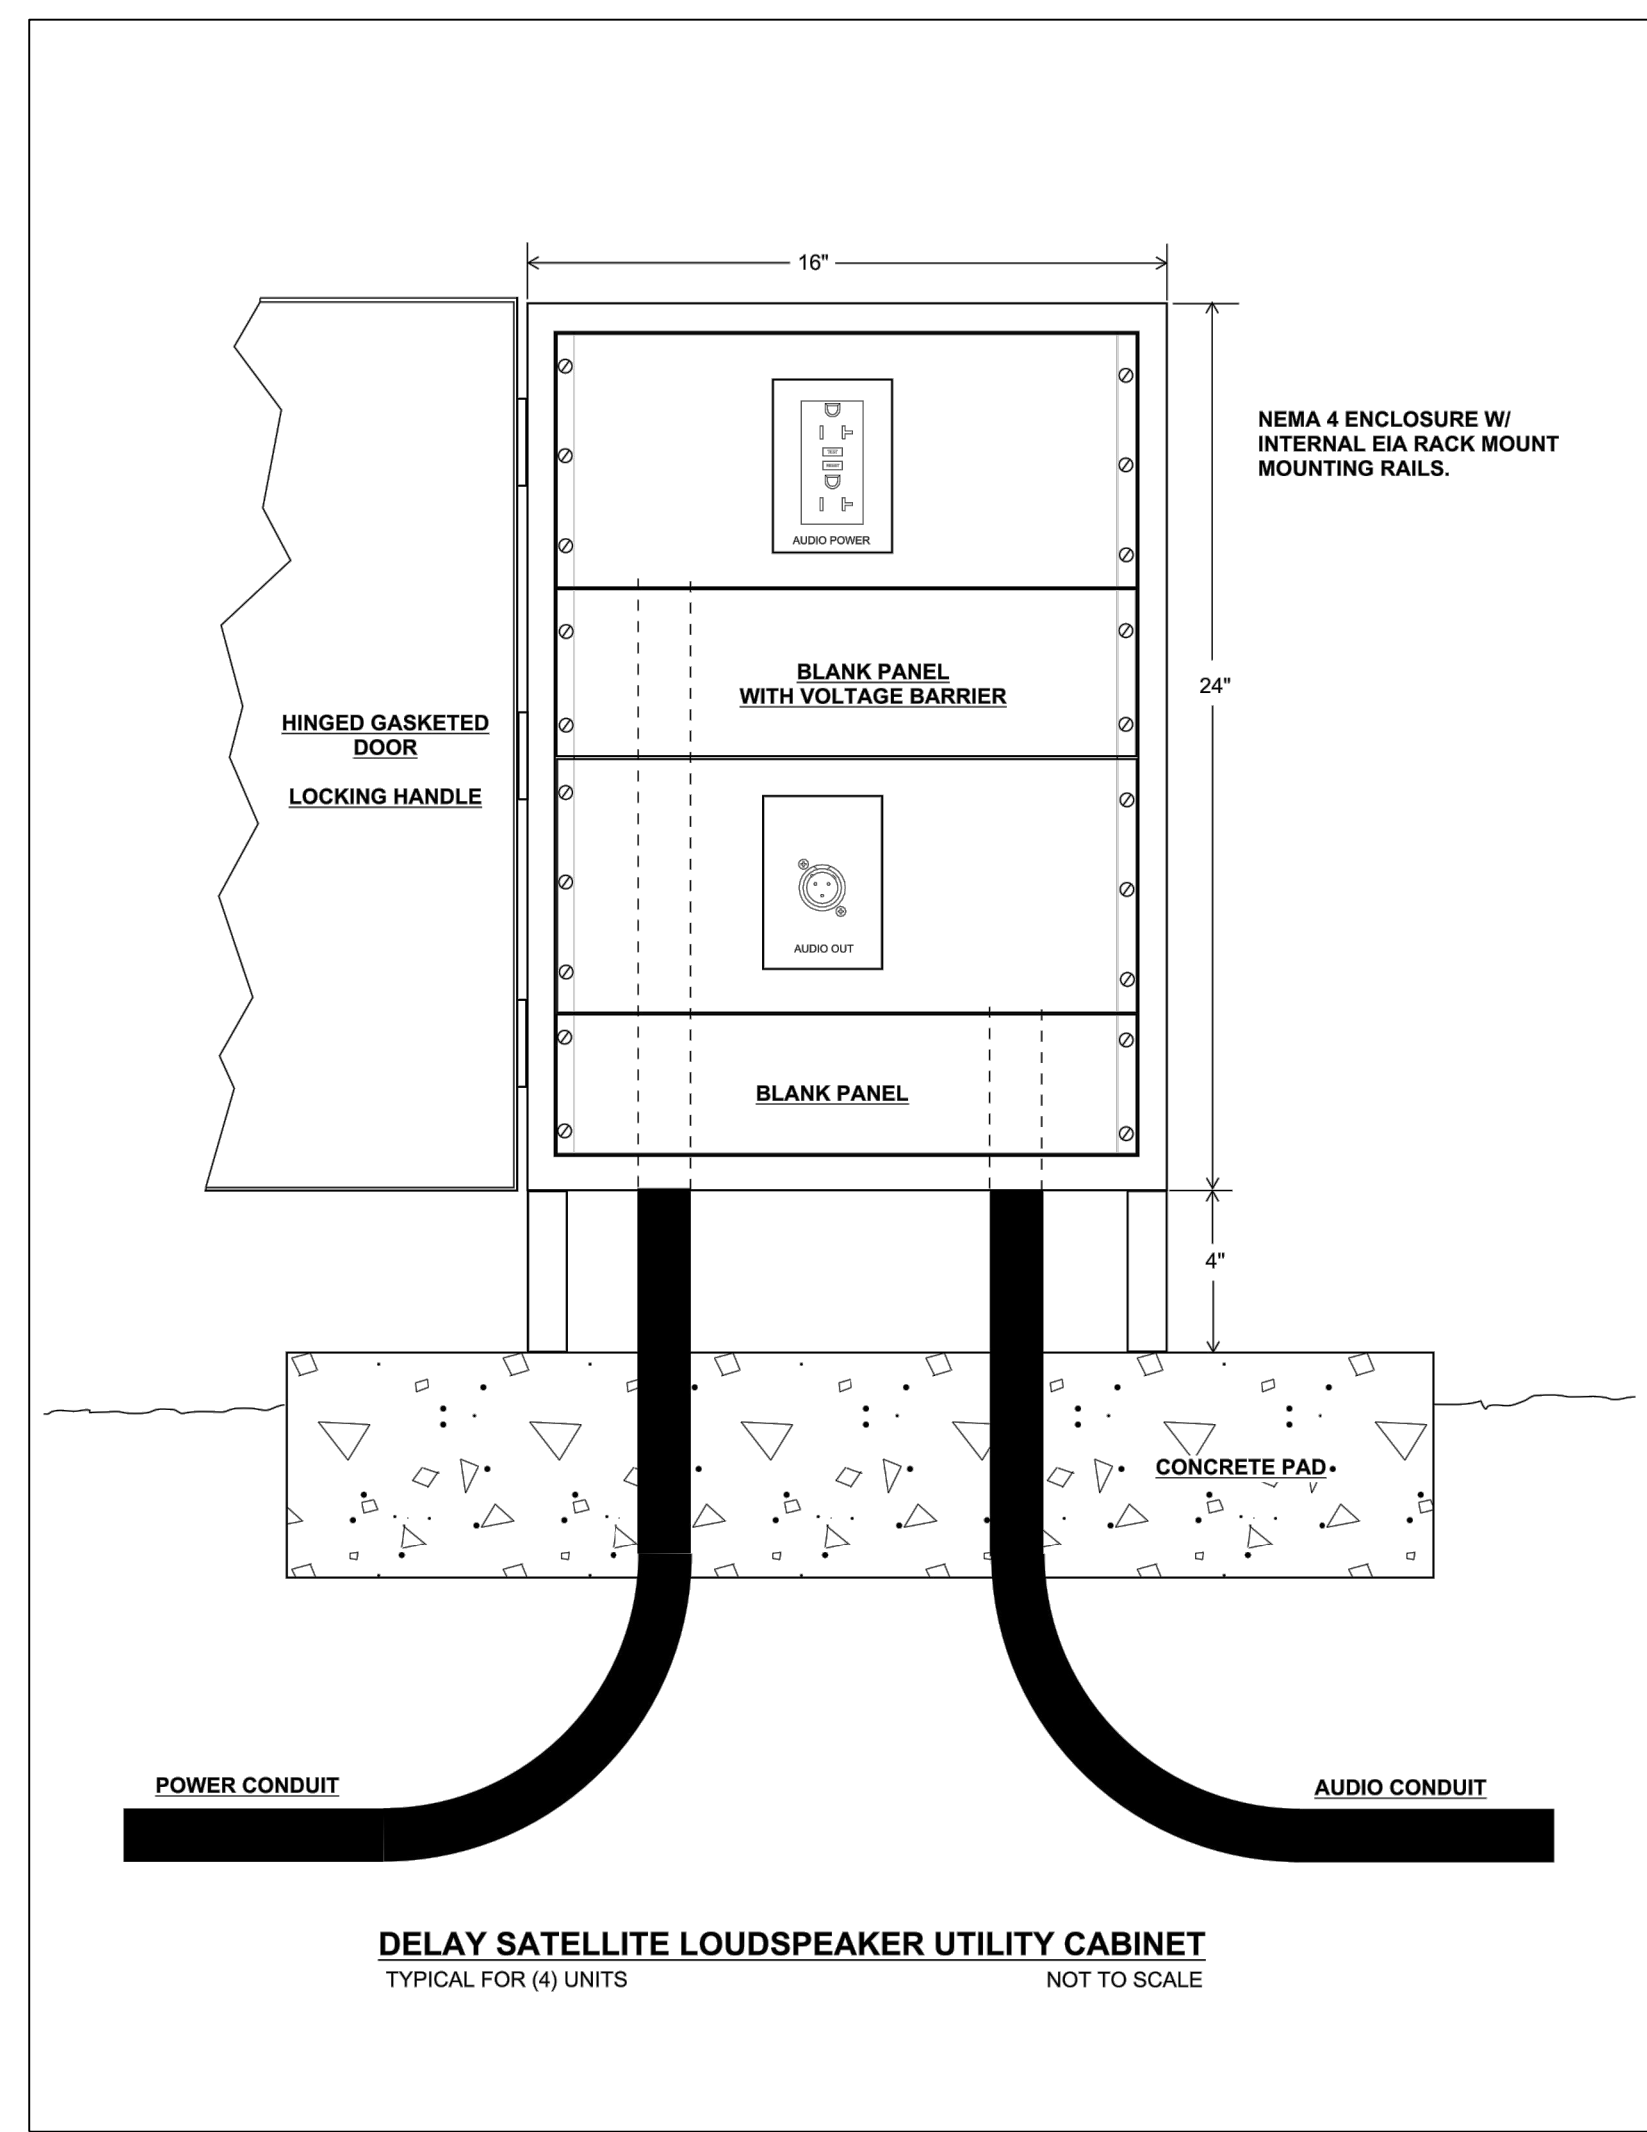 16"
NEMA 4 ENCLOSURE W/
INTERNAL EIA RACK MOUNT
MOUNTING RAILS.
TEST
RESET
AUDIO POWER
BLANK PANEL
WITH VOLTAGE BARRIER
24"
HINGED GASKETED
DOOR
LOCKING HANDLE
AUDIO OUT
BLANK PANEL
4"
CONCRETE PAD
POWER CONDUIT
AUDIO CONDUIT
DELAY SATELLITE LOUDSPEAKER UTILITY CABINET
TYPICAL FOR (4) UNITS
NOT TO SCALE